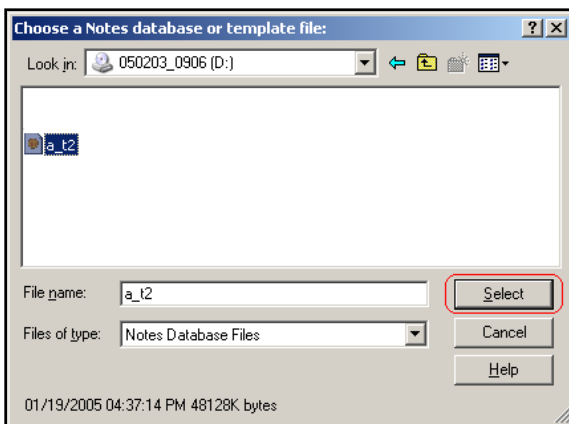 Choose a Notes database or template file:
Look in: 050203_0906 (D:)
a_t2
File name: a_t2 Select
Files of type: Notes Database Files Cancel
Help
01/19/2005 04:37:14 PM 48128K bytes